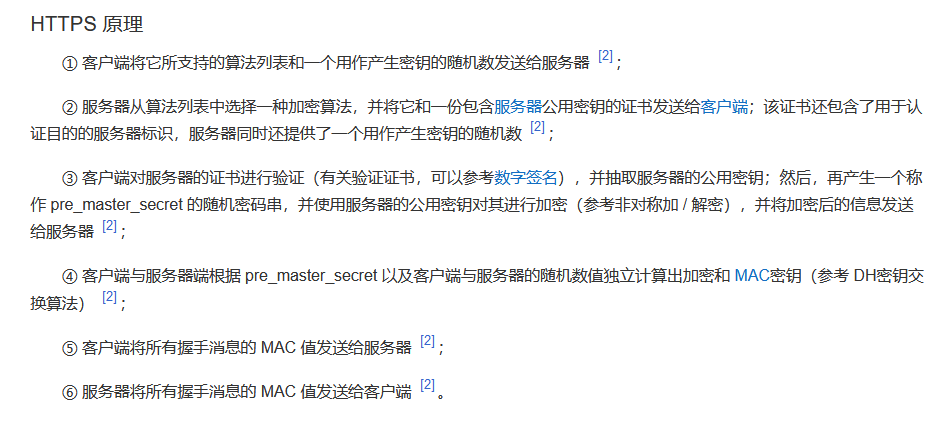 HTTPS 原理
① 客户端将它所支持的算法列表和一个用作产生密钥的随机数发送给服务器 [2] ；
② 服务器从算法列表中选择一种加密算法，并将它和一份包含服务器公用密钥的证书发送给客户端；该证书还包含了用于认
证目的的服务器标识，服务器同时还提供了一个用作产生密钥的随机数 [2] ；
③ 客户端对服务器的证书进行验证（有关验证证书，可以参考数字签名），并抽取服务器的公用密钥；然后，再产生一个称
作 pre_master_secret 的随机密码串，并使用服务器的公用密钥对其进行加密（参考非对称加 / 解密），并将加密后的信息发送
给服务器 [2] ；
④ 客户端与服务器端根据 pre_master_secret 以及客户端与服务器的随机数值独立计算出加密和 MAC密钥（参考 DH密钥交
换算法） [2] ；
⑤ 客户端将所有握手消息的 MAC 值发送给服务器 [2] ；
⑥ 服务器将所有握手消息的 MAC 值发送给客户端 [2] 。